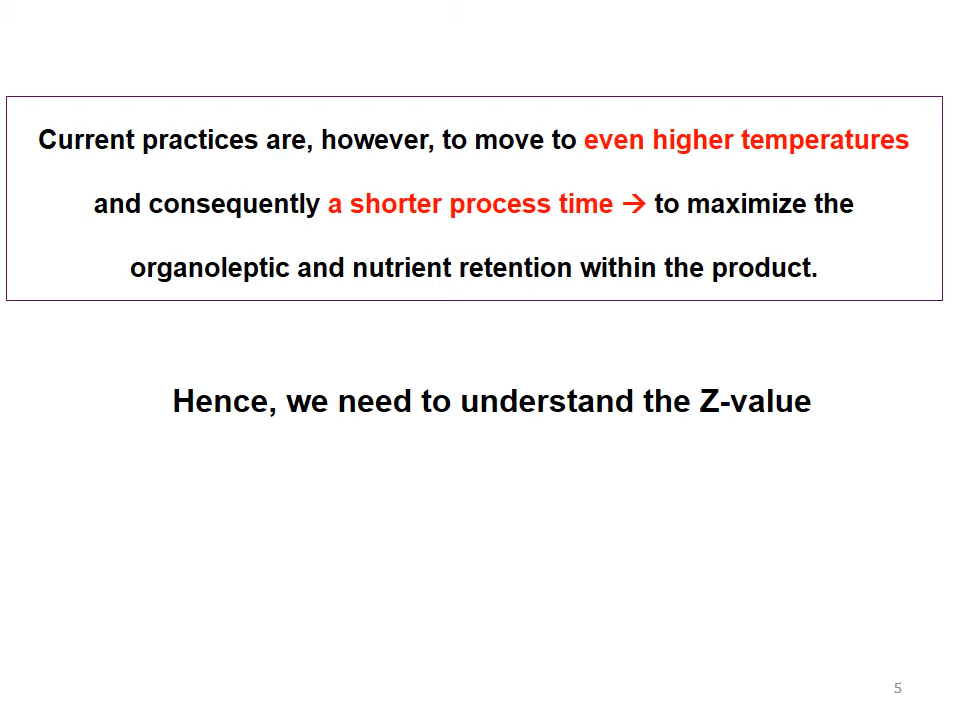 Current practices are, however, to move to even higher temperatures
and consequently a shorter process time → to maximize the
organoleptic and nutrient retention within the product.
Hence, we need to understand the Z-value
5